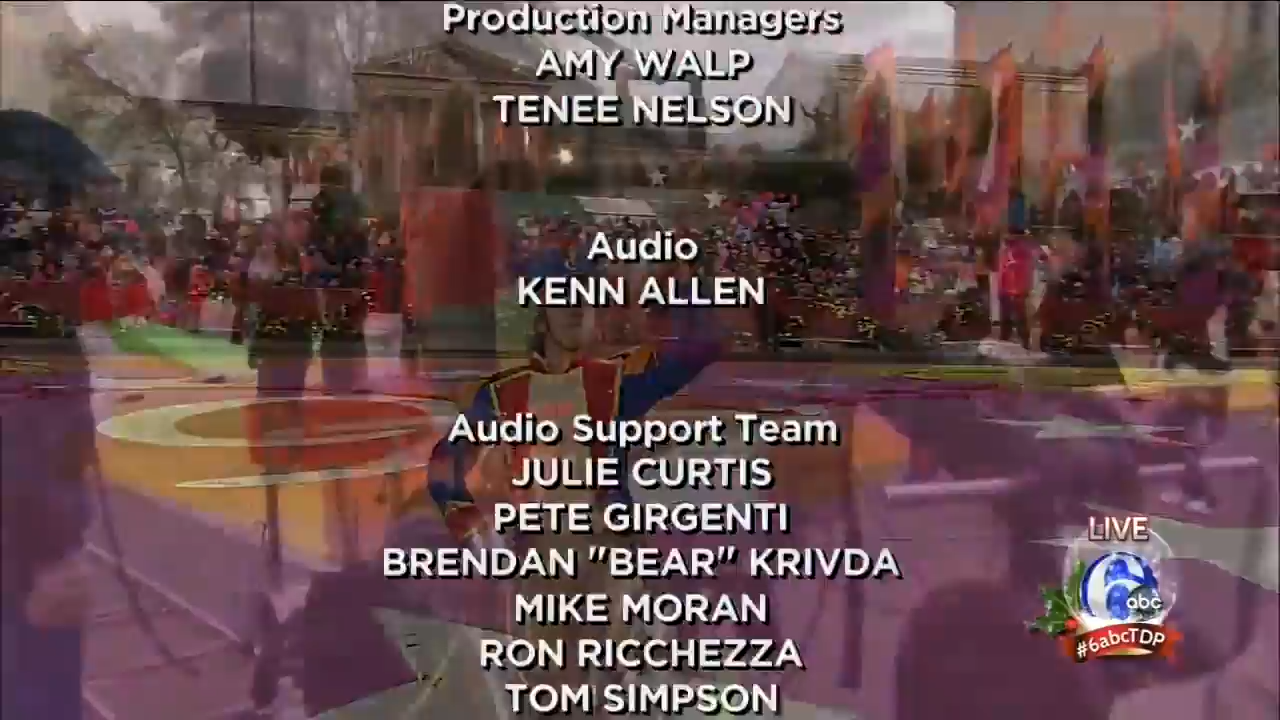 Production Managers
AMY WALP
TENEE NELSON
Audio
KENN ALLEN
Audio Support Team
JULIE CURTIS
PETE GIRGENTI
BRENDAN "BEAR" KRIVDA
MIKE MORAN
RON RICCHEZZA
TOM SIMPSON
LIVE
6
abc
#6abcTDP